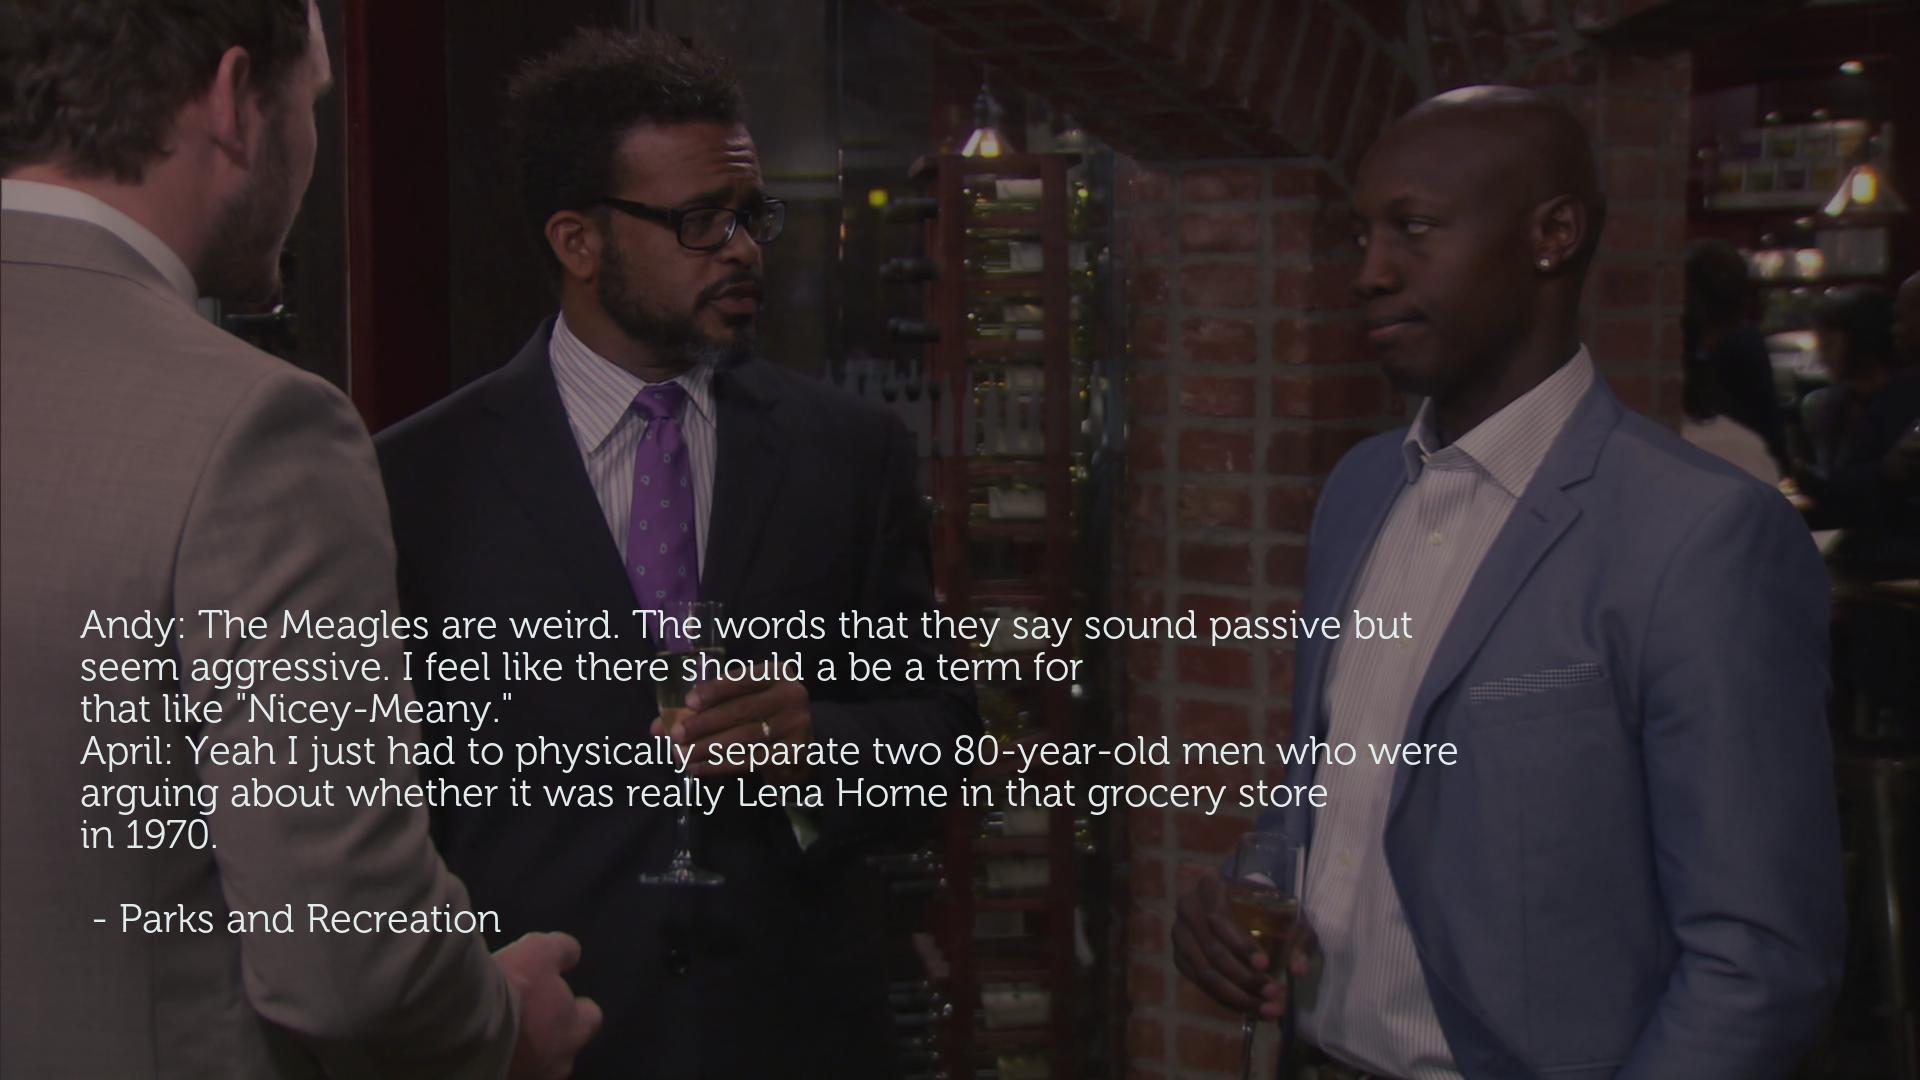 Andy: The Meagles are weird. The words that they say sound passive but
seem aggressive. I feel like there should a be a term for
that like "Nicey-Meany."
April: Yeah I just had to physically separate two 80-year-old men who were
arguing about whether it was really Lena Horne in that grocery store
in 1970.
- Parks and Recreation